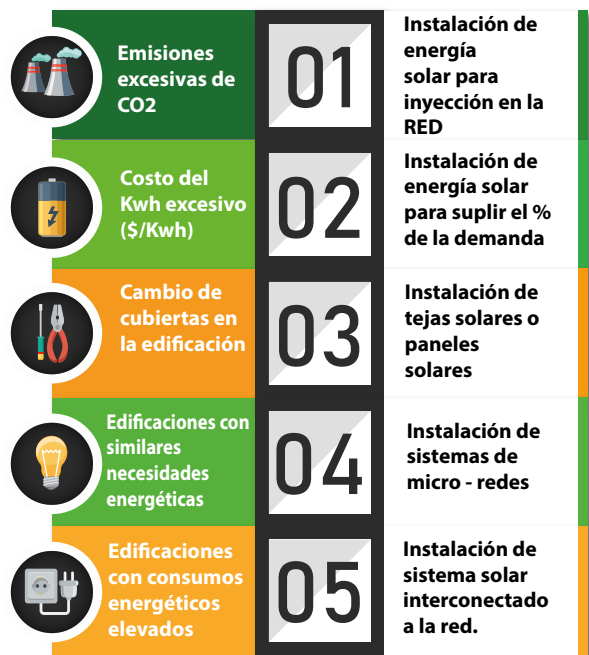 Emisiones
excesivas de
CO2
01
Instalación de
energía
solar para
inyección en la
RED
Costo del
Kwh excesivo
($/Kwh)
02
Instalación de
energía solar
para suplir el %
de la demanda
Cambio de
cubiertas en
la edificación
03
Instalación de
tejas solares o
paneles
solares
Edificaciones con
similares
necesidades
energéticas
04
Instalación de
sistemas de
micro - redes
Edificaciones
con consumos
energéticos
elevados
05
Instalación de
sistema solar
interconectado
a la red.